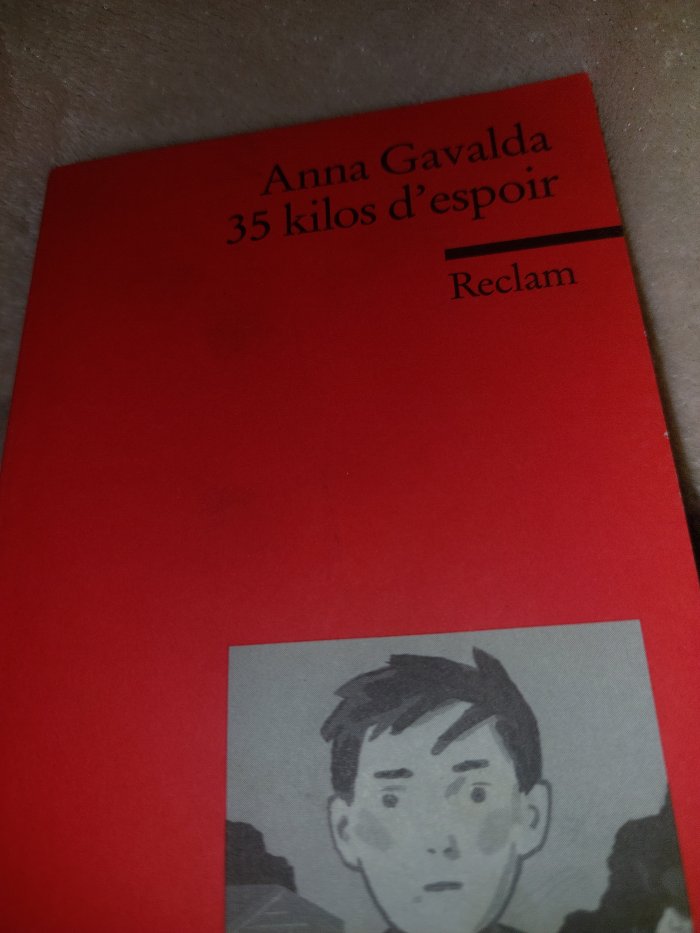 Anna Gavalda
35 kilos d'espoir
Reclam